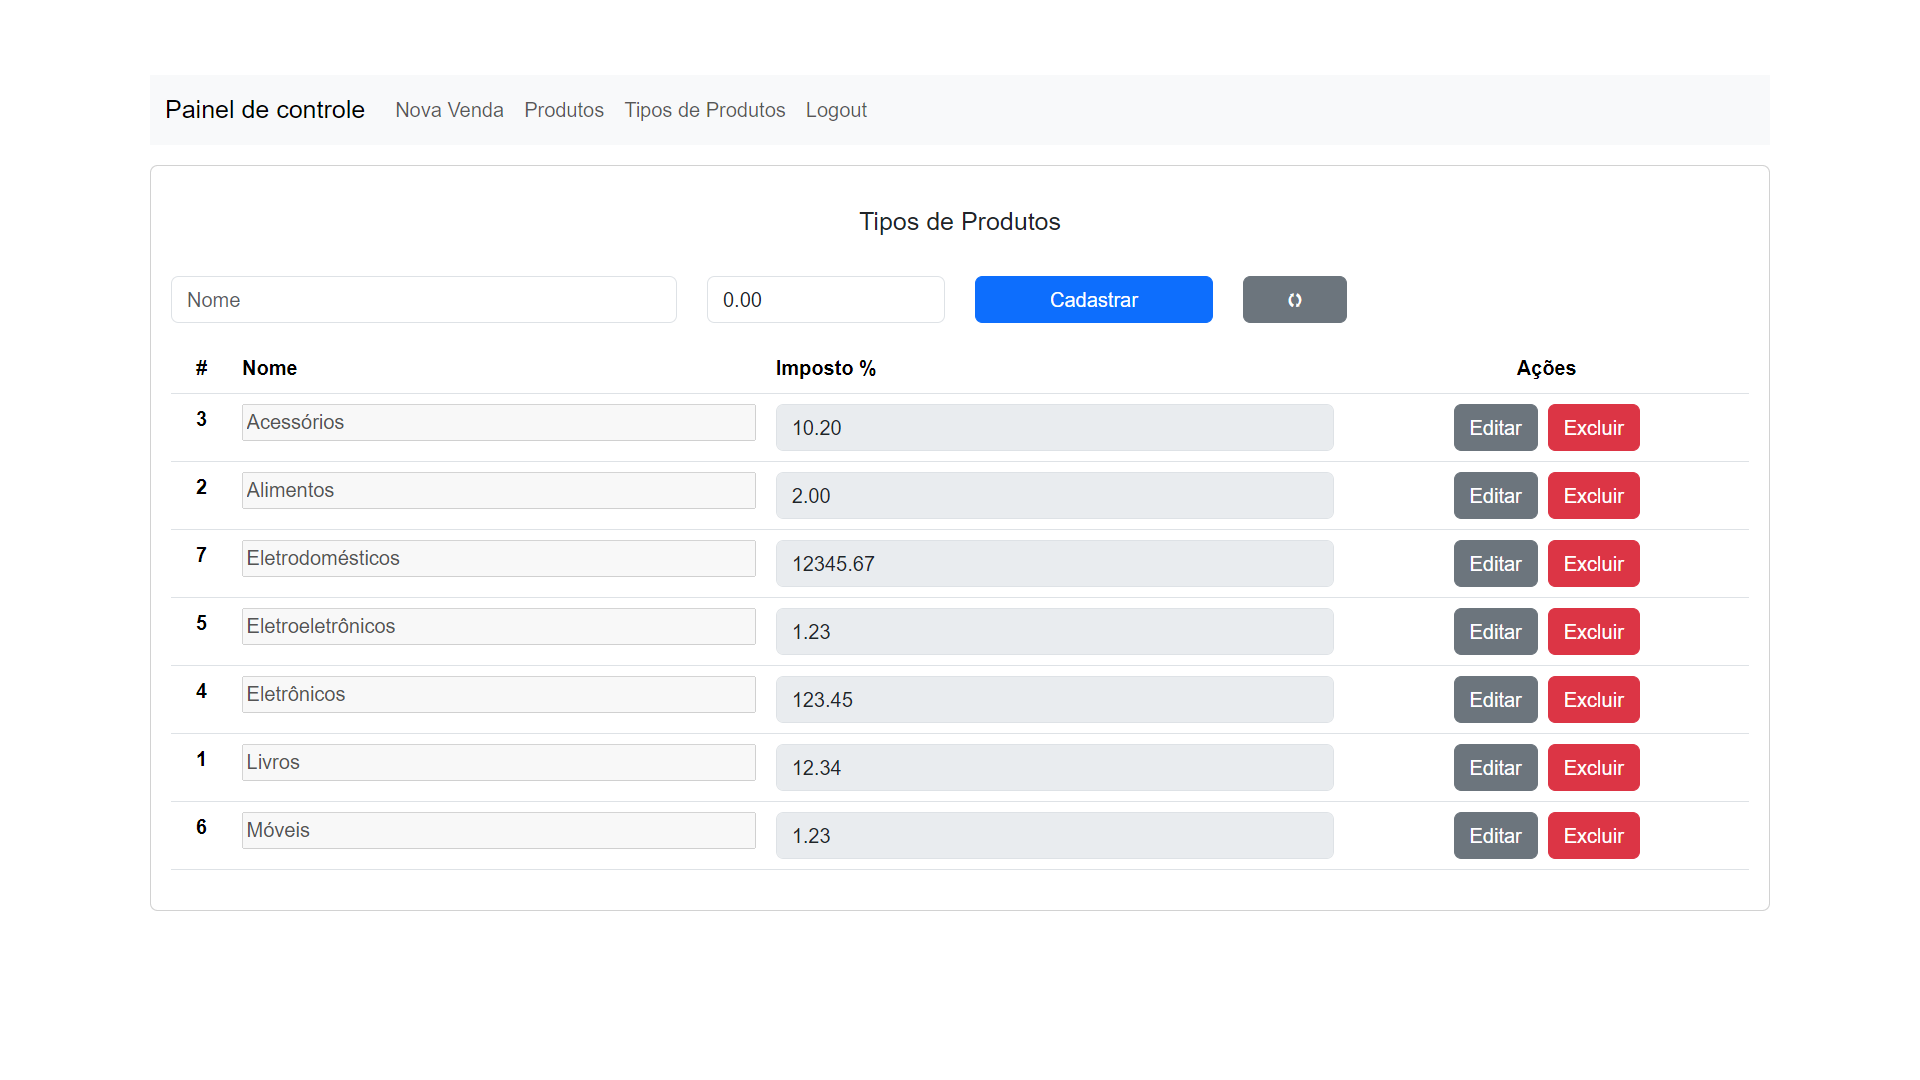 Painel de controle Nova Venda Produtos Tipos de Produtos Logout
Tipos de Produtos
Nome 0.00 Cadastrar
# Nome Imposto % Ações
3 Acessórios 10.20 Editar Excluir
2 Alimentos 2.00 Editar Excluir
7 Eletrodomésticos 12345.67 Editar Excluir
5 Eletroeletrônicos 1.23 Editar Excluir
4 Eletrônicos 123.45 Editar Excluir
1 Livros 12.34 Editar Excluir
6 Móveis 1.23 Editar Excluir